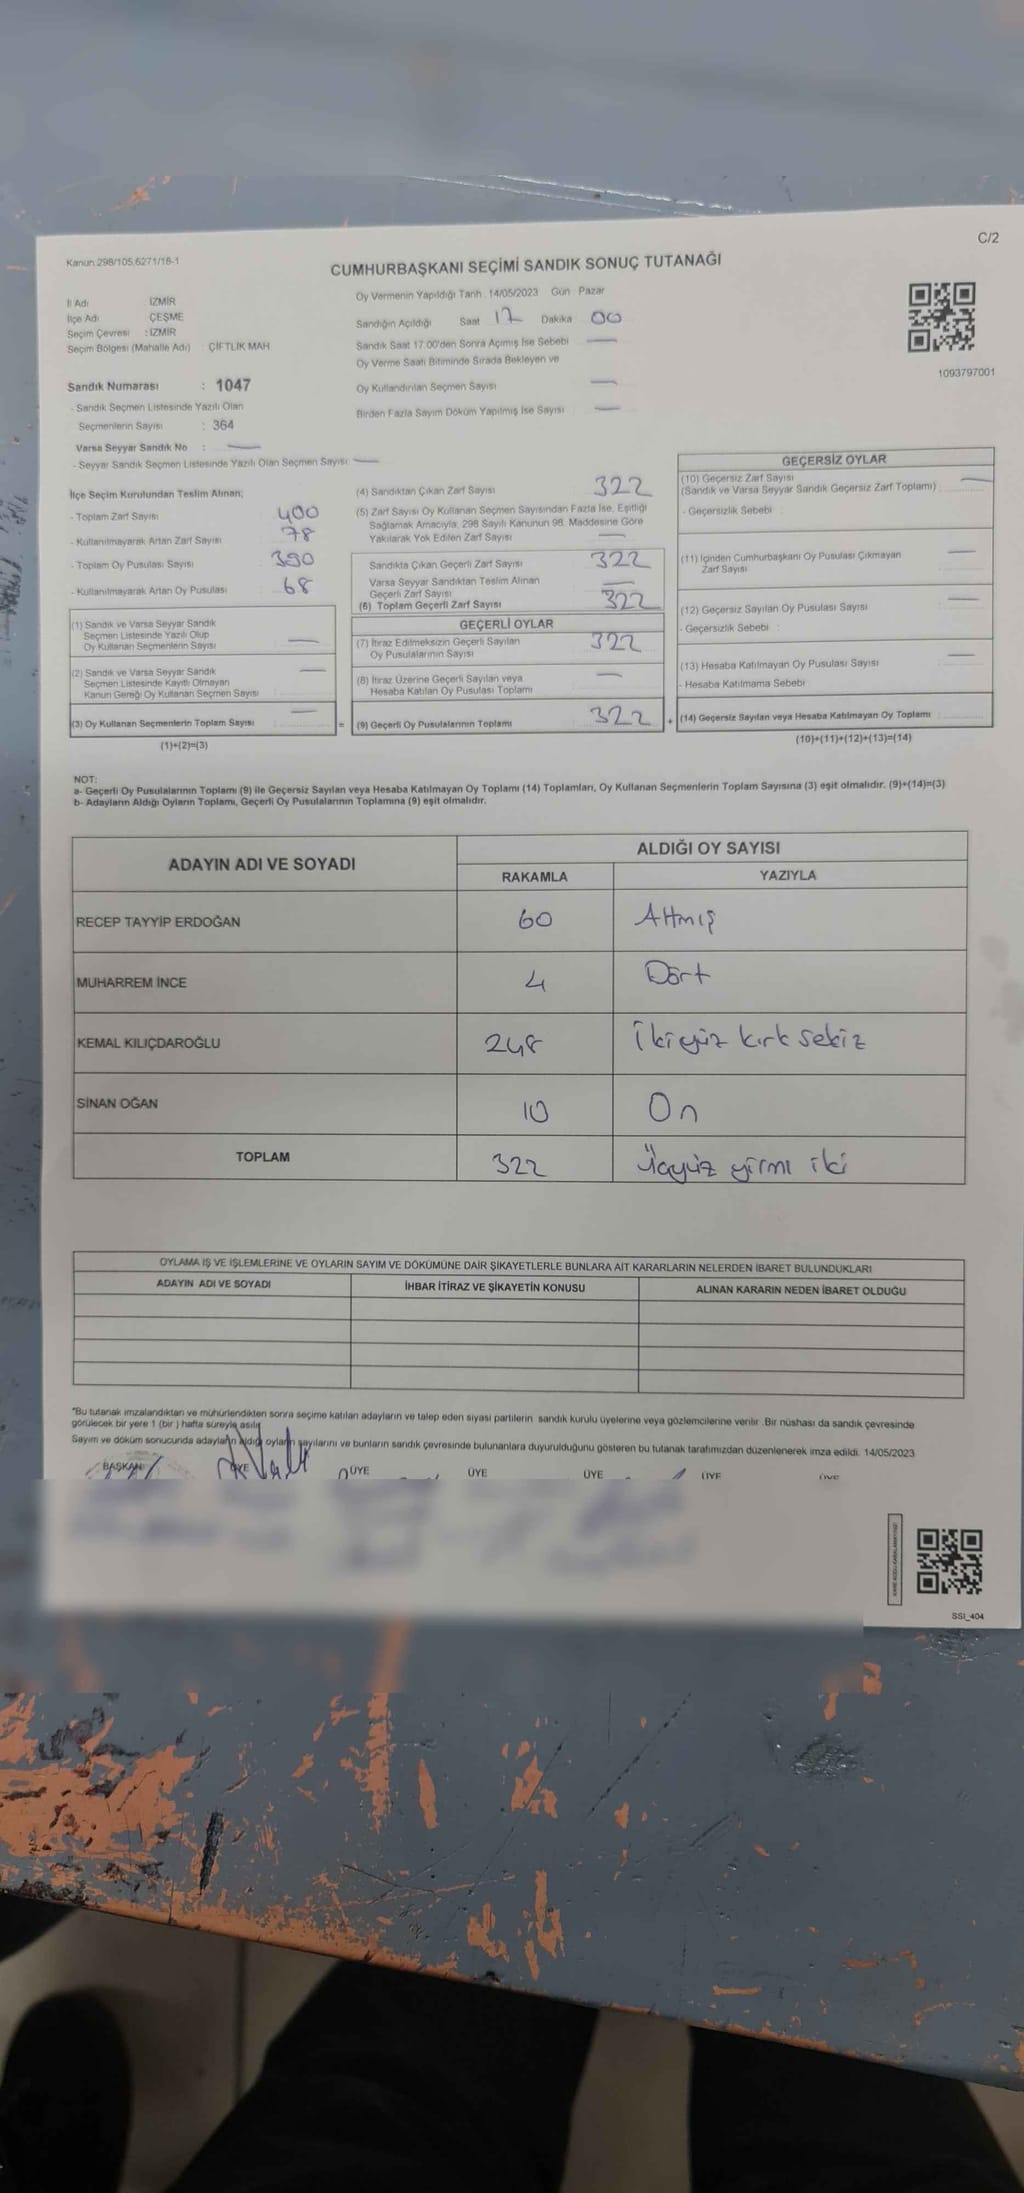 C/2
Kanun 298/105,6271/16-1
CUMHURBAŞKANI SEÇİMİ SANDIK SONUÇ TUTANAĞI
İl Adı İZMİR
İlçe Adı ÇEŞME
Seçim Çevresi : İZMİR
Seçim Bölgesi (Mahalle Adı) ÇİFTLİK MAH
Oy Vermenin Yapıldığı Tarih : 14/05/2023 Gün Pazar
Sandığın Açıldığı Saat 17 Dakika 00
Sandık Saat 17.00'den Sonra Açımış İse Sebebi —
Oy Verme Saati Bitiminde Sırada Bekleyen ve
Oy Kullandırılan Seçmen Sayısı —
Birden Fazla Sayım Döküm Yapılmış İse Sayısı —
1093797001
Sandık Numarası : 1047
- Sandık Seçmen Listesinde Yazılı Olan
Seçmenlerin Sayısı : 364
Varsa Seyyar Sandık No : —
- Seyyar Sandık Seçmen Listesinde Yazılı Olan Seçmen Sayısı —
İlçe Seçim Kurulundan Teslim Alınan;
- Toplam Zarf Sayısı 400
- Kullanılmayarak Artan Zarf Sayısı 78
- Toplam Oy Pusulası Sayısı 390
- Kullanılmayarak Artan Oy Pusulası 68
(1) Sandık ve Varsa Seyyar Sandık
Seçmen Listesinde Yazılı Olup
Oy Kullanan Seçmenlerin Sayısı —
(2) Sandık ve Varsa Seyyar Sandık
Seçmen Listesinde Kayıtlı Olmayan
Kanun Gereği Oy Kullanan Seçmen Sayısı —
(3) Oy Kullanan Seçmenlerin Toplam Sayısı —
(1)+(2)=(3)
(4) Sandıktan Çıkan Zarf Sayısı 322
(5) Zarf Sayısı Oy Kullanan Seçmen Sayısından Fazla İse, Eşitliği
Sağlamak Amacıyla, 298 Sayılı Kanunun 98. Maddesine Göre
Yakılarak Yok Edilen Zarf Sayısı —
Sandıkta Çıkan Geçerli Zarf Sayısı 322
Varsa Seyyar Sandıktan Teslim Alınan
Geçerli Zarf Sayısı —
(6) Toplam Geçerli Zarf Sayısı 322
GEÇERLİ OYLAR
(7) İtiraz Edilmeksizin Geçerli Sayılan
Oy Pusulalarının Sayısı 322
(8) İtiraz Üzerine Geçerli Sayılan veya
Hesaba Katılan Oy Pusulası Toplamı —
= (9) Geçerli Oy Pusulalarının Toplamı 322
GEÇERSİZ OYLAR
(10) Geçersiz Zarf Sayısı
(Sandık ve Varsa Seyyar Sandık Geçersiz Zarf Toplamı) —
- Geçersizlik Sebebi :
(11) İçinden Cumhurbaşkanı Oy Pusulası Çıkmayan
Zarf Sayısı —
(12) Geçersiz Sayılan Oy Pusulası Sayısı —
- Geçersizlik Sebebi :
(13) Hesaba Katılmayan Oy Pusulası Sayısı —
- Hesaba Katılmama Sebebi
+ (14) Geçersiz Sayılan veya Hesaba Katılmayan Oy Toplamı —
(10)+(11)+(12)+(13)=(14)
NOT:
a- Geçerli Oy Pusulalarının Toplamı (9) ile Geçersiz Sayılan veya Hesaba Katılmayan Oy Toplamı (14) Toplamları, Oy Kullanan Seçmenlerin Toplam Sayısına (3) eşit olmalıdır. (9)+(14)=(3)
b- Adayların Aldığı Oyların Toplamı, Geçerli Oy Pusulalarının Toplamına (9) eşit olmalıdır.
ADAYIN ADI VE SOYADI
ALDIĞI OY SAYISI
RAKAMLA YAZIYLA
RECEP TAYYİP ERDOĞAN 60 Altmış
MUHARREM İNCE 4 Dört
KEMAL KILIÇDAROĞLU 248 İkiyüz kırk sekiz
SİNAN OĞAN 10 On
TOPLAM 322 Üçyüz yirmi iki
OYLAMA İŞ VE İŞLEMLERİNE VE OYLARIN SAYIM VE DÖKÜMÜNE DAİR ŞİKAYETLERLE BUNLARA AİT KARARLARIN NELERDEN İBARET BULUNDUKLARI
ADAYIN ADI VE SOYADI İHBAR İTİRAZ VE ŞİKAYETİN KONUSU ALINAN KARARIN NEDEN İBARET OLDUĞU
"Bu tutanak imzalandıktan ve mühürlendikten sonra seçime katılan adayların ve talep eden siyasi partilerin sandık kurulu üyelerine veya gözlemcilerine verilir .Bir nüshası da sandık çevresinde
görülecek bir yere 1 (bir ) hafta süreyle asılır
Sayım ve döküm sonucunda adayların aldığı oyların sayılarını ve bunların sandık çevresinde bulunanlara duyurulduğunu gösteren bu tutanak tarafımızdan düzenlenerek imza edildi. 14/05/2023
BAŞKAN ÜYE ÜYE ÜYE ÜYE ÜYE ÜYE
SSI_404